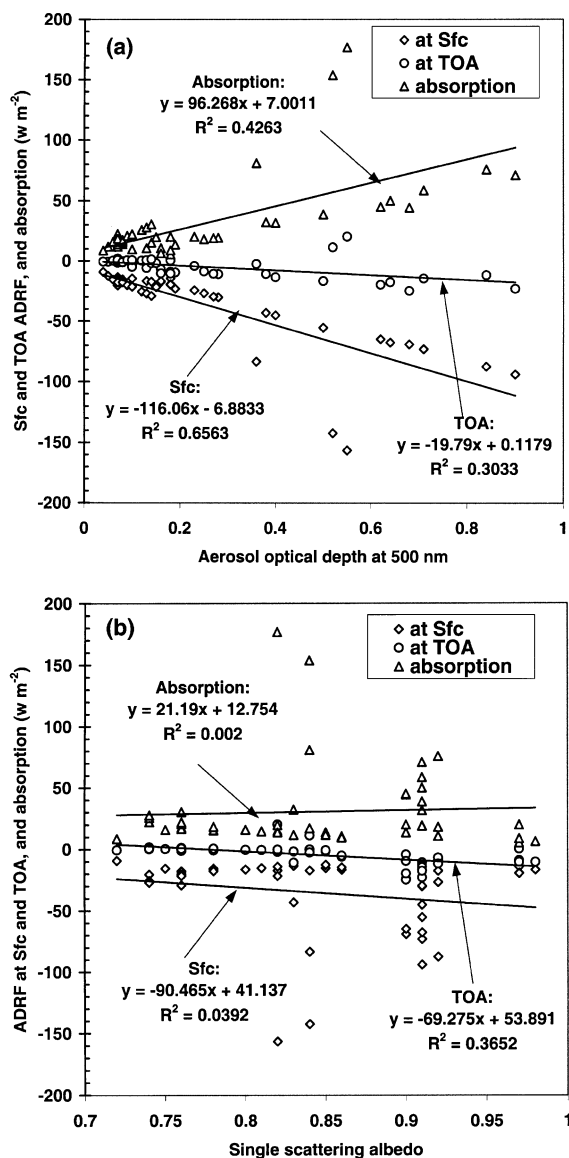 (a)
◇ at Sfc
○ at TOA
△ absorption
Absorption:
y = 96.268x + 7.0011
R² = 0.4263
Sfc:
y = -116.06x - 6.8833
R² = 0.6563
TOA:
y = -19.79x + 0.1179
R² = 0.3033
Sfc and TOA ADRF, and absorption (w m⁻²)
200
150
100
50
0
-50
-100
-150
-200
0 0.2 0.4 0.6 0.8 1
Aerosol optical depth at 500 nm
(b)
◇ at Sfc
○ at TOA
△ absorption
Absorption:
y = 21.19x + 12.754
R² = 0.002
Sfc:
y = -90.465x + 41.137
R² = 0.0392
TOA:
y = -69.275x + 53.891
R² = 0.3652
ADRF at Sfc and TOA, and absorption (w m⁻²)
200
150
100
50
0
-50
-100
-150
-200
0.7 0.75 0.8 0.85 0.9 0.95 1
Single scattering albedo